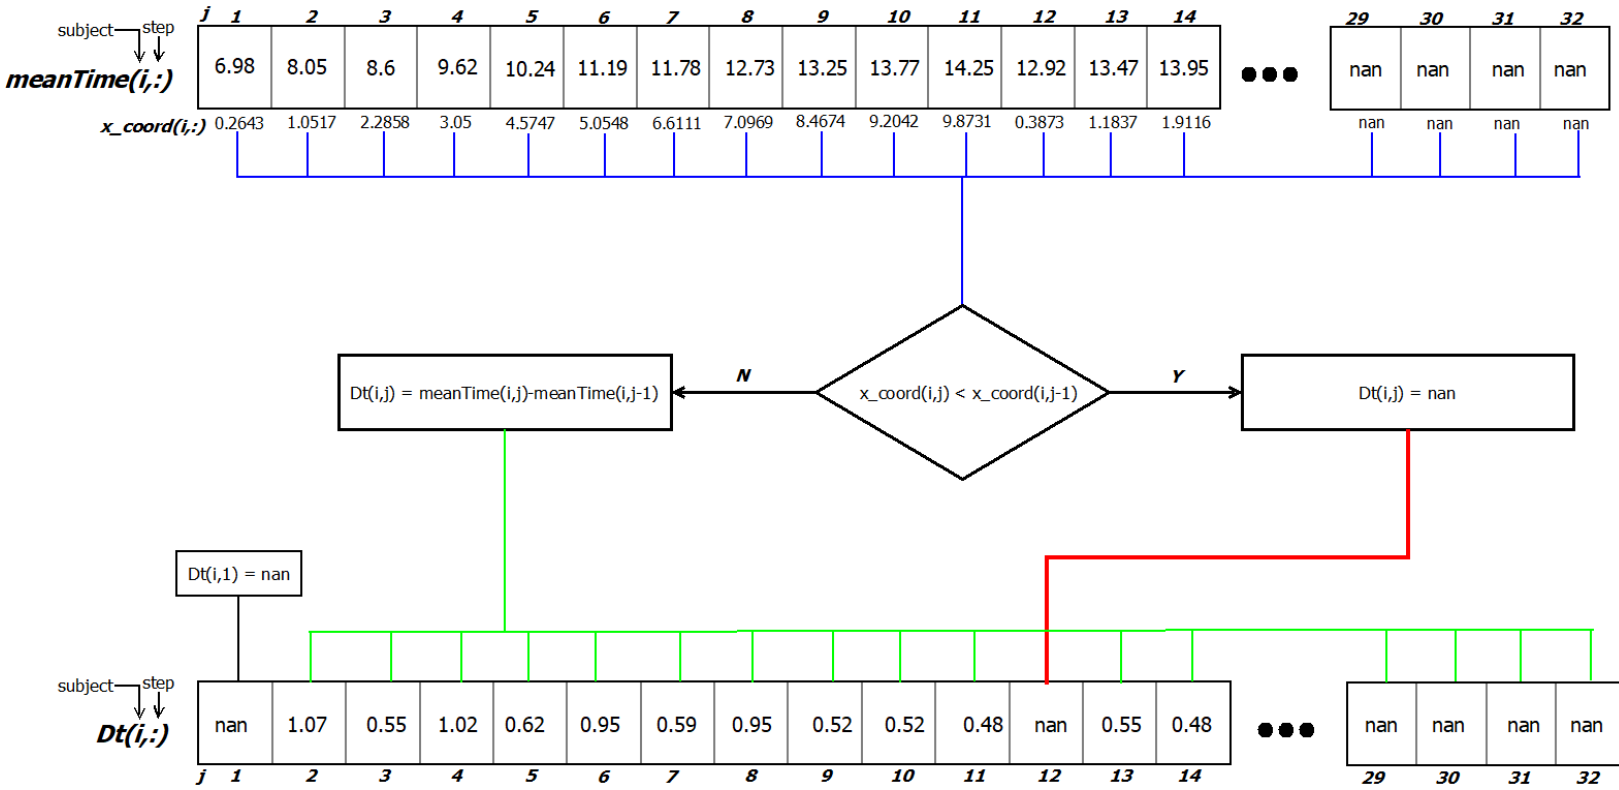 j 1 2 3 4 5 6 7 8 9 10 11 12 13 14 29 30 31 32
subject step
meanTime(i,:) 6.98 8.05 8.6 9.62 10.24 11.19 11.78 12.73 13.25 13.77 14.25 12.92 13.47 13.95 ●●● nan nan nan nan
x_coord(i,:) 0.2643 1.0517 2.2858 3.05 4.5747 5.0548 6.6111 7.0969 8.4674 9.2042 9.8731 0.3873 1.1837 1.9116 nan nan nan nan
N Y
Dt(i,j) = meanTime(i,j)-meanTime(i,j-1) x_coord(i,j) < x_coord(i,j-1) Dt(i,j) = nan
Dt(i,1) = nan
subject step
Dt(i,:) nan 1.07 0.55 1.02 0.62 0.95 0.59 0.95 0.52 0.52 0.48 nan 0.55 0.48 ●●● nan nan nan nan
j 1 2 3 4 5 6 7 8 9 10 11 12 13 14 29 30 31 32